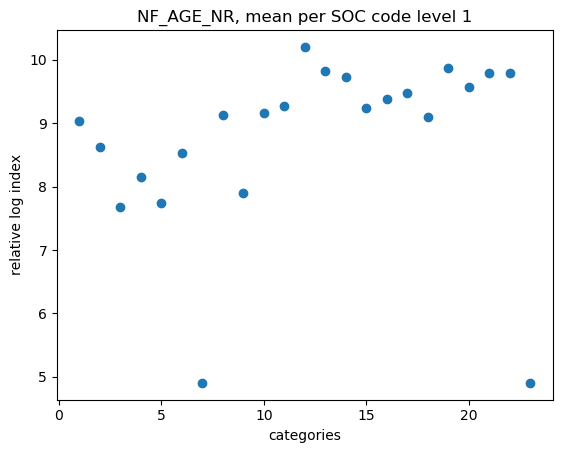 NF_AGE_NR, mean per SOC code level 1
relative log index
10
9
8
7
6
5
0 5 10 15 20
categories